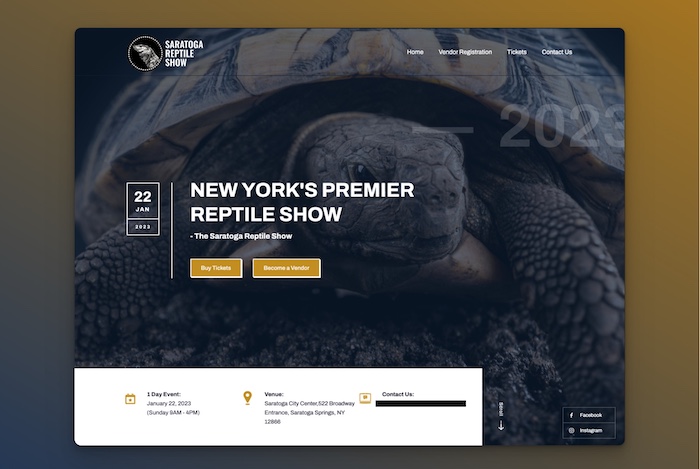 SARATOGA
REPTILE
SHOW
Home
Vendor Registration
Tickets
Contact Us
2023
22
JAN
2023
NEW YORK'S PREMIER
REPTILE SHOW
- The Saratoga Reptile Show
Buy Tickets
Become a Vendor
1 Day Event:
January 22, 2023
(Sunday 9AM - 4PM)
Venue:
Saratoga City Center,522 Broadway
Entrance, Saratoga Springs, NY
12866
Contact Us:
Scroll
Facebook
Instagram